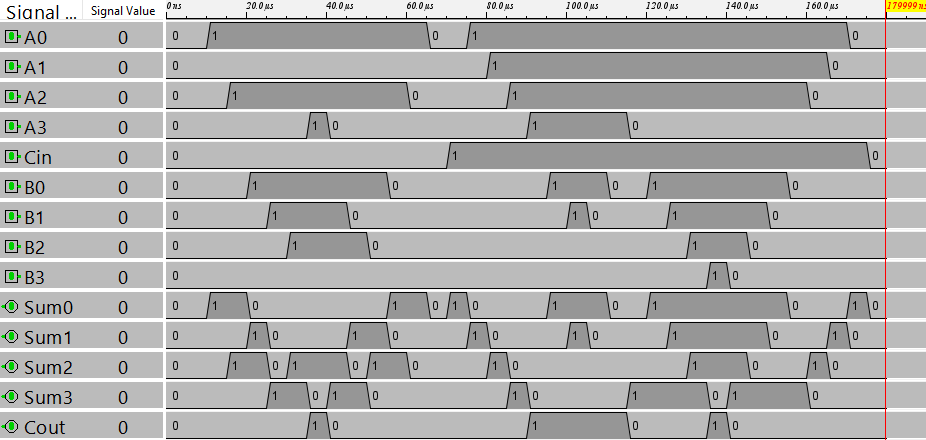 Signal ... Signal Value 0 ns 20.0 µs 40.0 µs 60.0 µs 80.0 µs 100.0 µs 120.0 µs 140.0 µs 160.0 µs 179999 ns
A0 0 0 1 0 1 0
A1 0 0 1 0
A2 0 0 1 0 1 0
A3 0 0 1 0 1 0
Cin 0 0 1 0
B0 0 0 1 0 1 0 1 0
B1 0 0 1 0 1 0 1 0
B2 0 0 1 0 1 0
B3 0 0 1 0
Sum0 0 0 1 0 1 0 1 0 1 0 1 0 1 0
Sum1 0 0 1 0 1 0 1 0 1 0 1 0 1 0
Sum2 0 0 1 0 1 0 1 0 1 0 1 0 1 0
Sum3 0 0 1 0 1 0 1 0 1 0 1 0
Cout 0 0 1 0 1 0 1 0